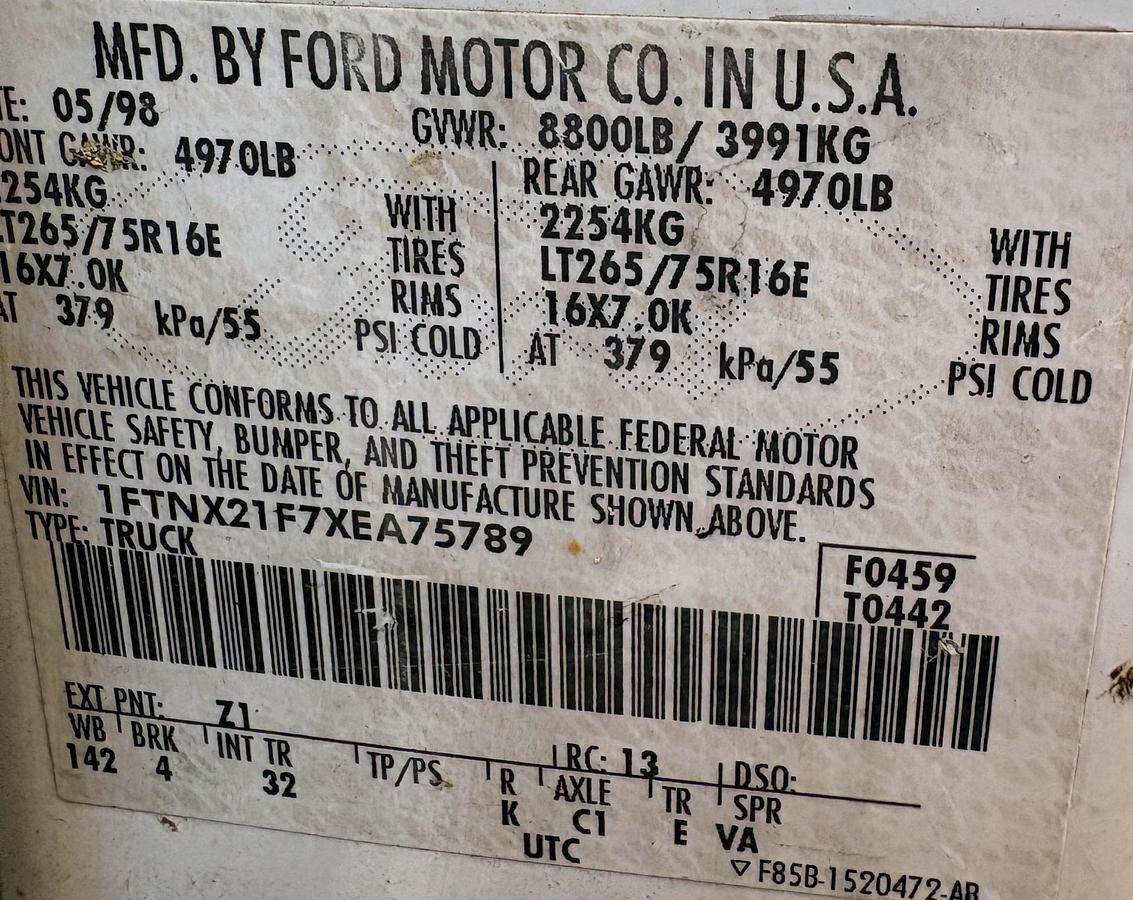 MFD. BY FORD MOTOR CO. IN U.S.A.
TE: 05/98 GVWR: 8800LB/ 3991KG
ONT GAWR: 4970LB REAR GAWR: 4970LB
2254KG WITH 2254KG WITH
LT265/75R16E TIRES LT265/75R16E TIRES
16X7.0K RIMS 16X7.0K RIMS
AT 379 kPa/55 PSI COLD AT 379 kPa/55 PSI COLD
THIS VEHICLE CONFORMS TO ALL APPLICABLE FEDERAL MOTOR
VEHICLE SAFETY, BUMPER, AND THEFT PREVENTION STANDARDS
IN EFFECT ON THE DATE OF MANUFACTURE SHOWN ABOVE.
VIN: 1FTNX21F7XEA75789
TYPE: TRUCK
F0459
T0442
EXT PNT: Z1 RC: 13 DSO:
WB BRK INT TR TP/PS R AXLE TR SPR
142 4 32 K C1 E VA
UTC
▽ F85B-1520472-AB